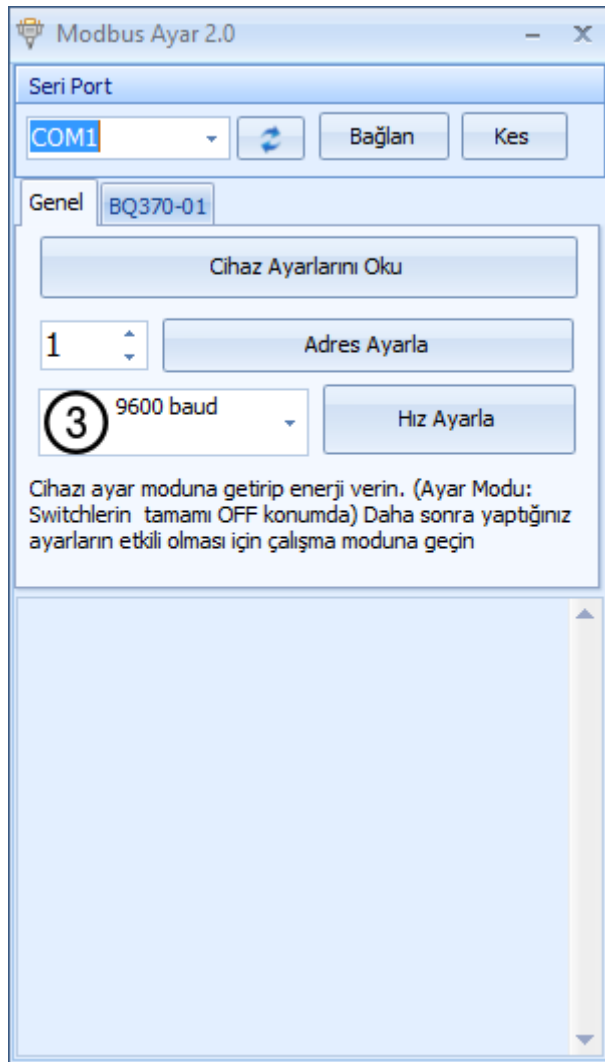 Modbus Ayar 2.0
Seri Port
COM1 Bağlan Kes
Genel BQ370-01
Cihaz Ayarlarını Oku
1 Adres Ayarla
3 9600 baud Hız Ayarla
Cihazı ayar moduna getirip enerji verin. (Ayar Modu:
Switchlerin tamamı OFF konumda) Daha sonra yaptığınız
ayarların etkili olması için çalışma moduna geçin